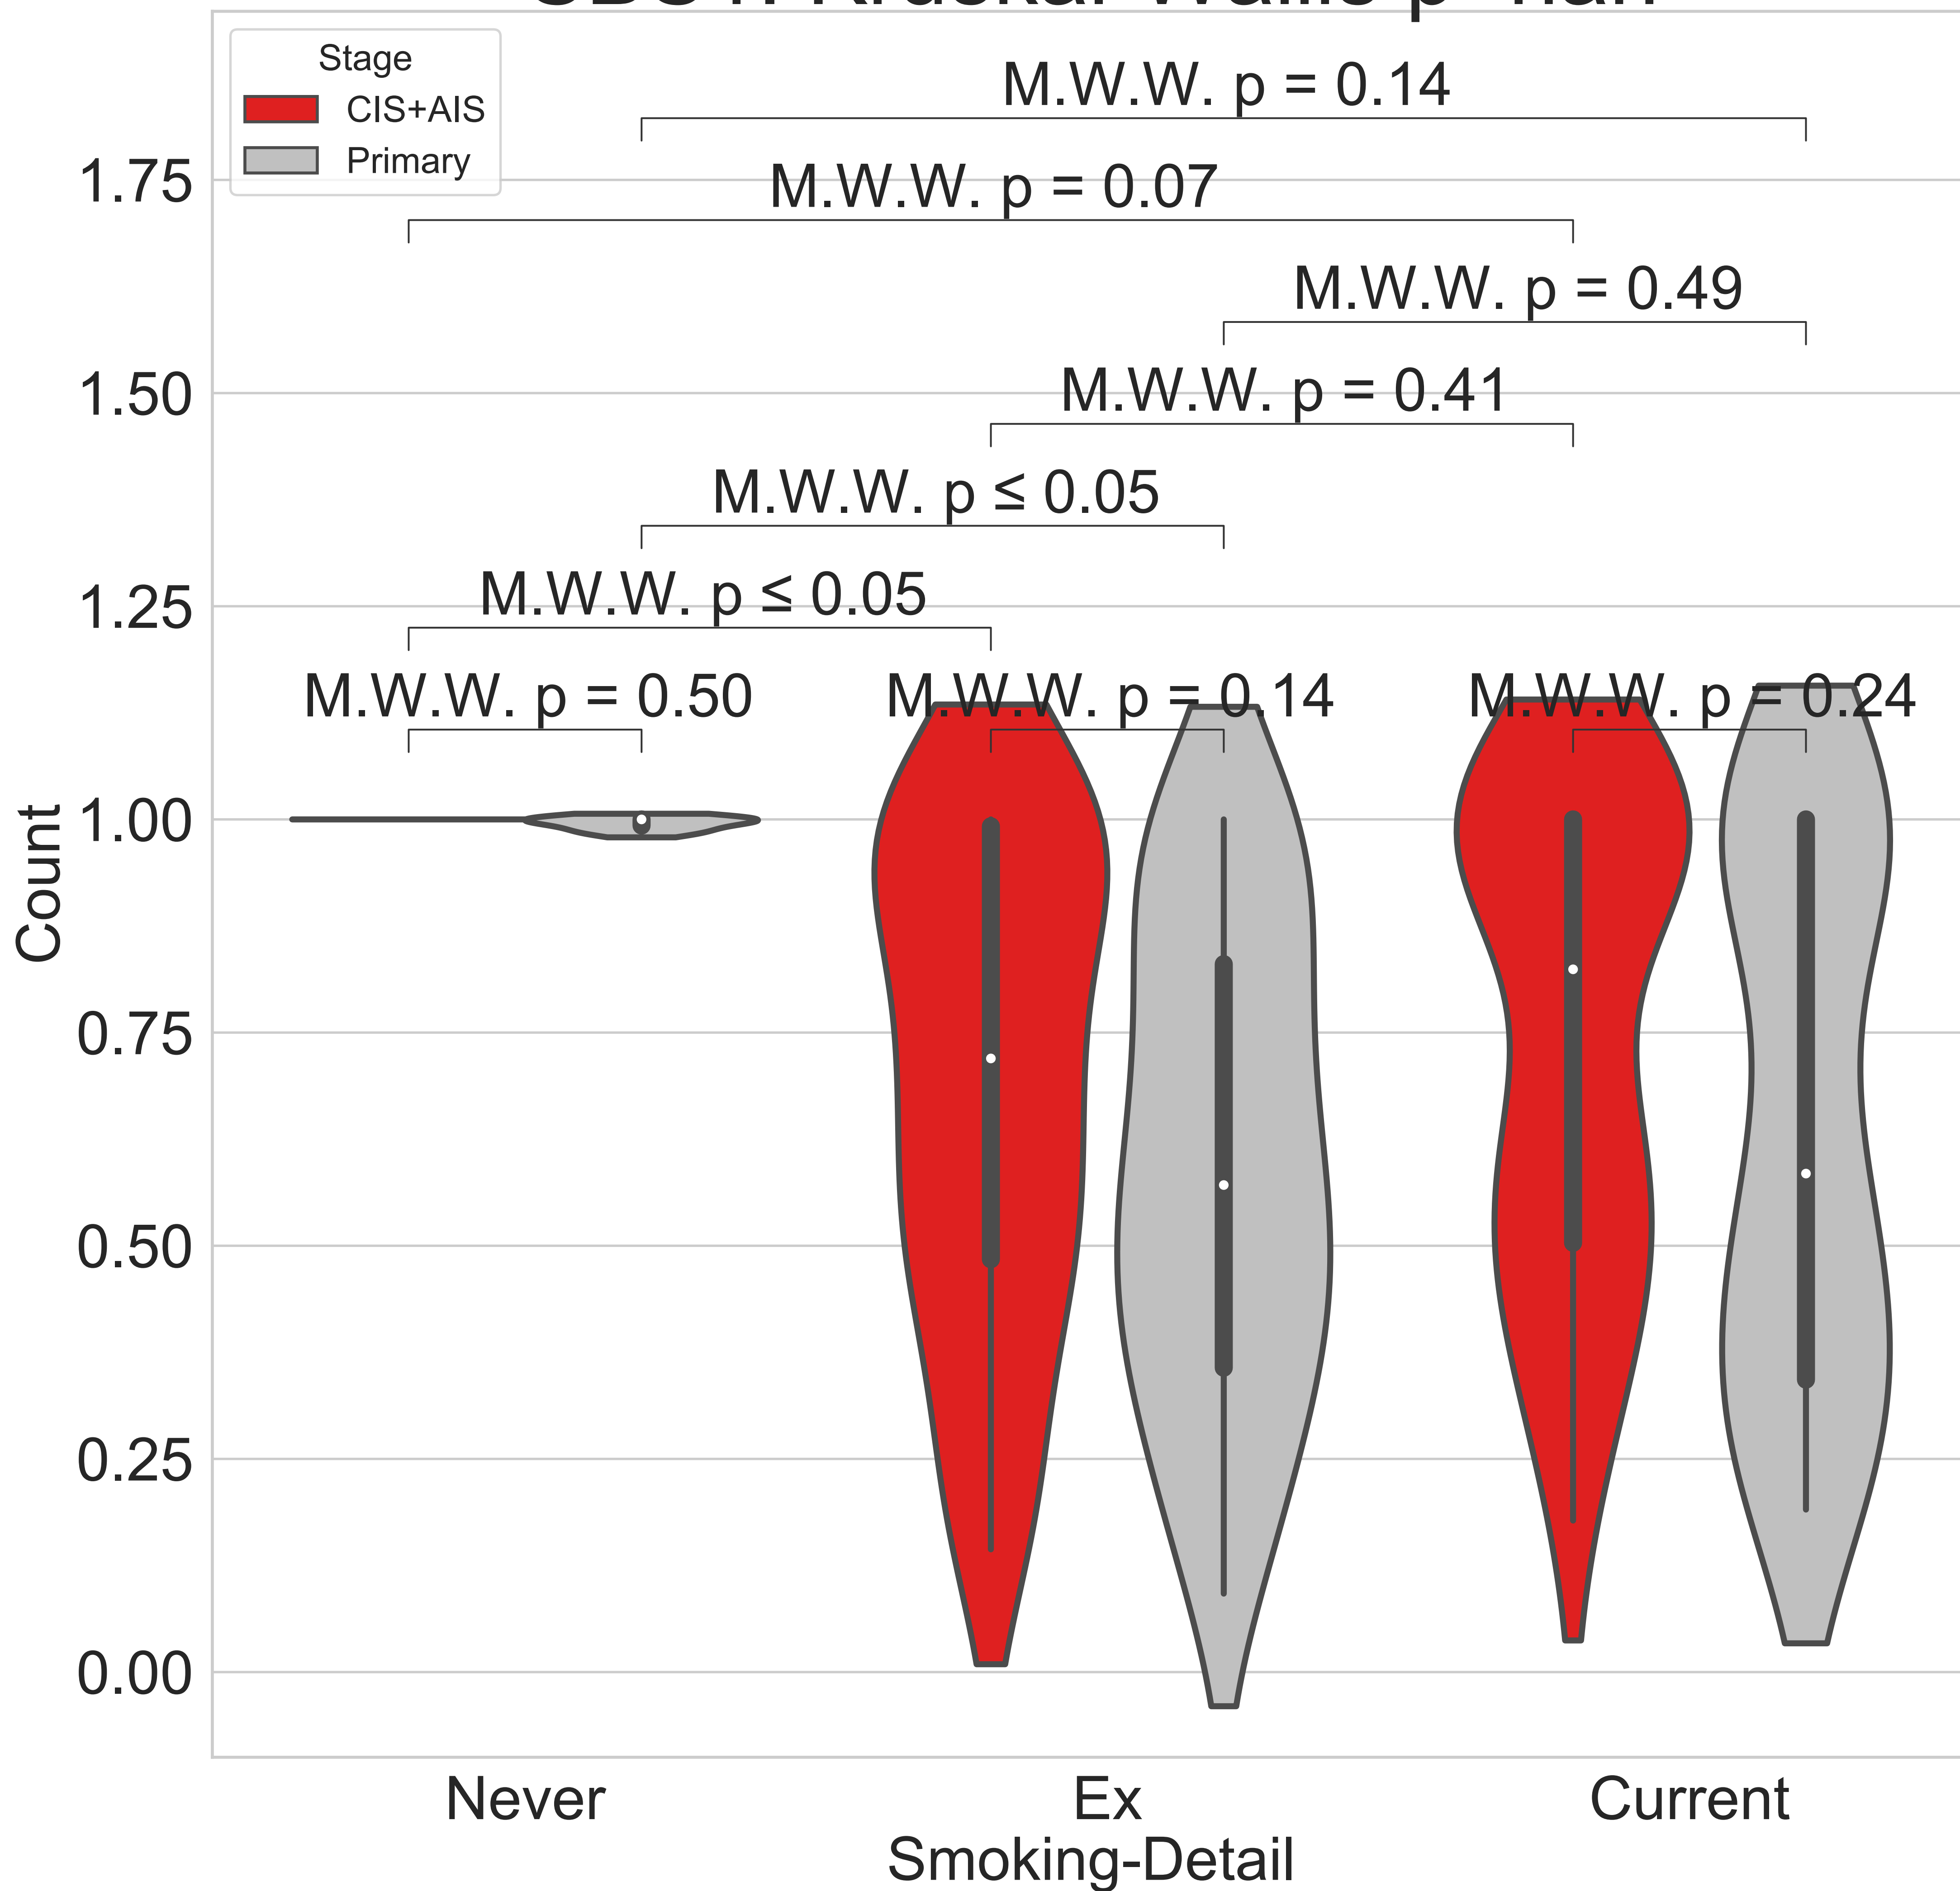 Stage
CIS+AIS
Primary
M.W.W. p = 0.14
1.75
M.W.W. p = 0.07
M.W.W. p = 0.49
1.50
M.W.W. p = 0.41
M.W.W. p ≤ 0.05
1.25
M.W.W. p ≤ 0.05
M.W.W. p = 0.50
M.W.W. p = 0.14
M.W.W. p = 0.24
1.00
Count
0.75
0.50
0.25
0.00
Never
Ex
Current
Smoking-Detail